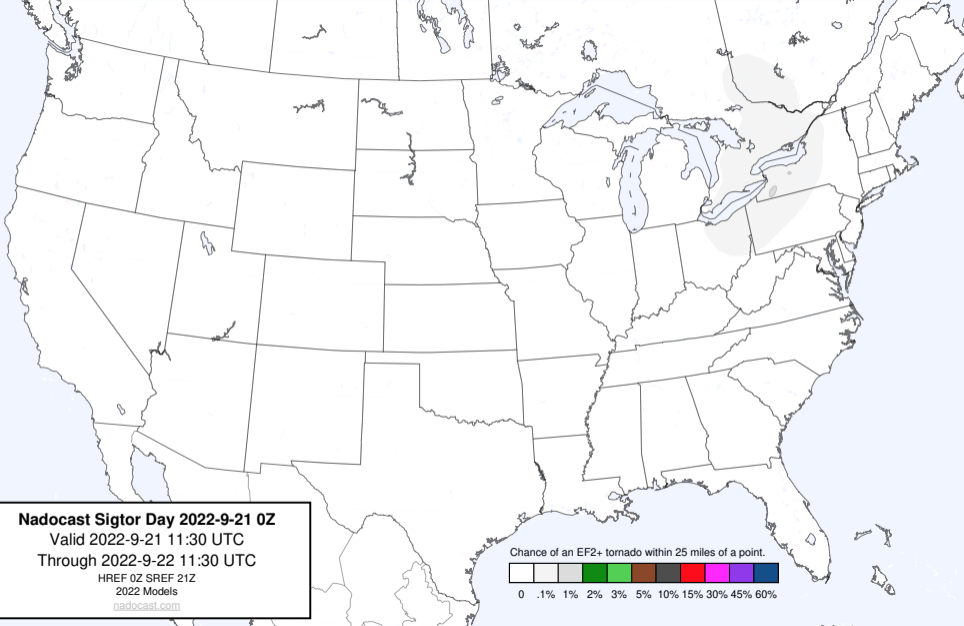 Nadocast Sigtor Day 2022-9-21 0Z
Valid 2022-9-21 11:30 UTC
Through 2022-9-22 11:30 UTC
HREF 0Z SREF 21Z
2022 Models
nadocast.com
Chance of an EF2+ tornado within 25 miles of a point.
0 .1% 1% 2% 3% 5% 10% 15% 30% 45% 60%